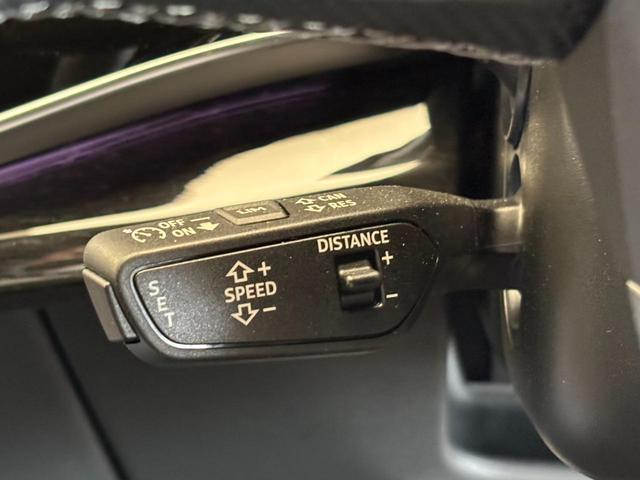 OFF
ON
LIM
CAN
RES
DISTANCE
+
−
SET
+
SPEED
−